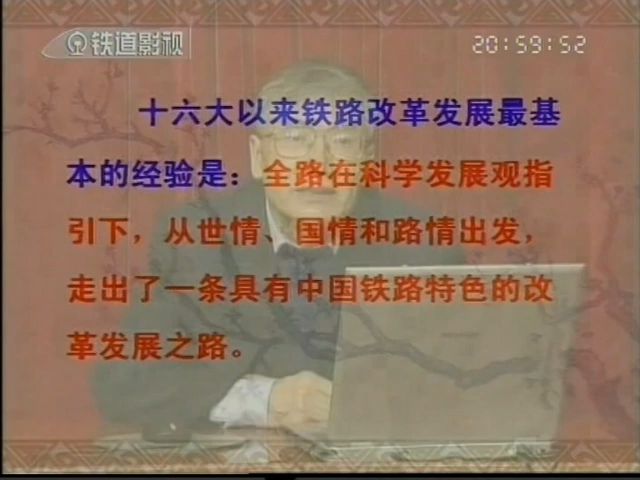 铁道影视
20:59:52
十六大以来铁路改革发展最基
本的经验是：全路在科学发展观指
引下，从世情、国情和路情出发，
走出了一条具有中国铁路特色的改
革发展之路。